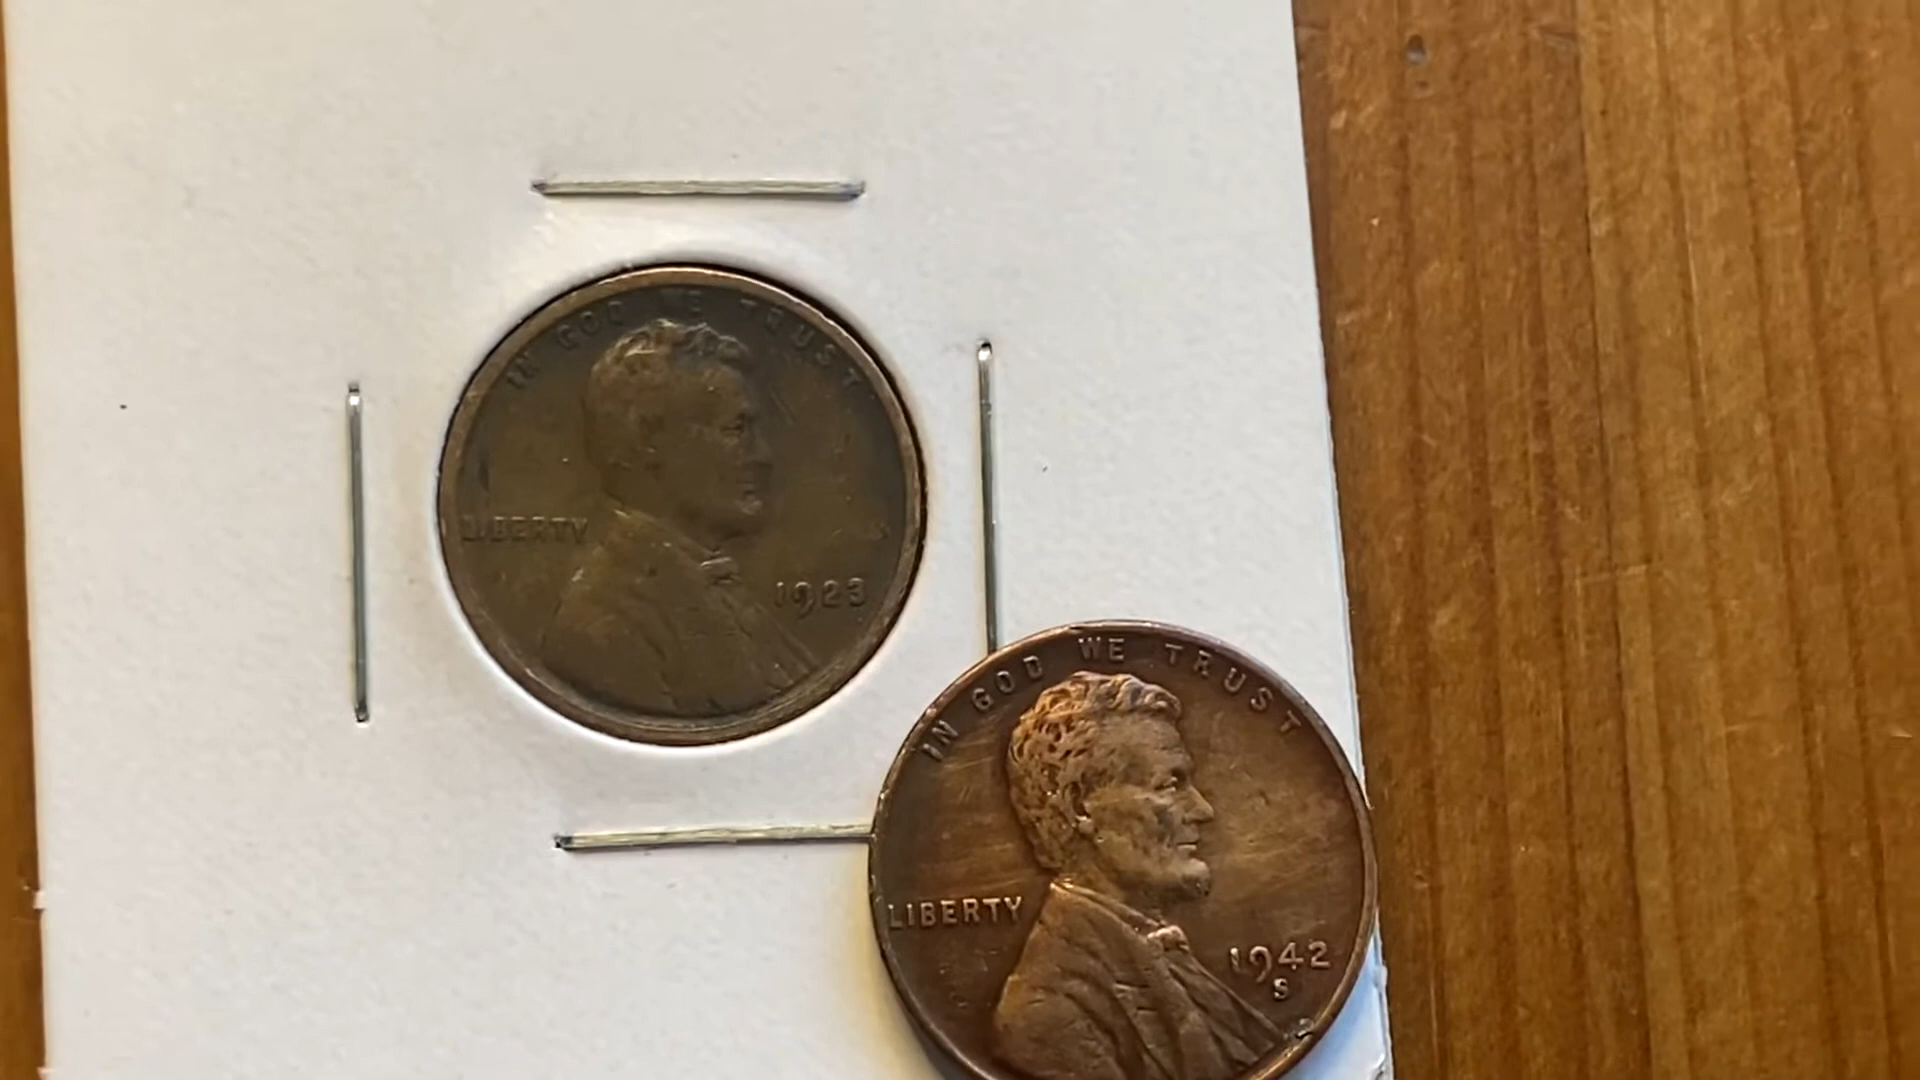 IN GOD WE TRUST
LIBERTY
1923
IN GOD WE TRUST
LIBERTY
1942
S